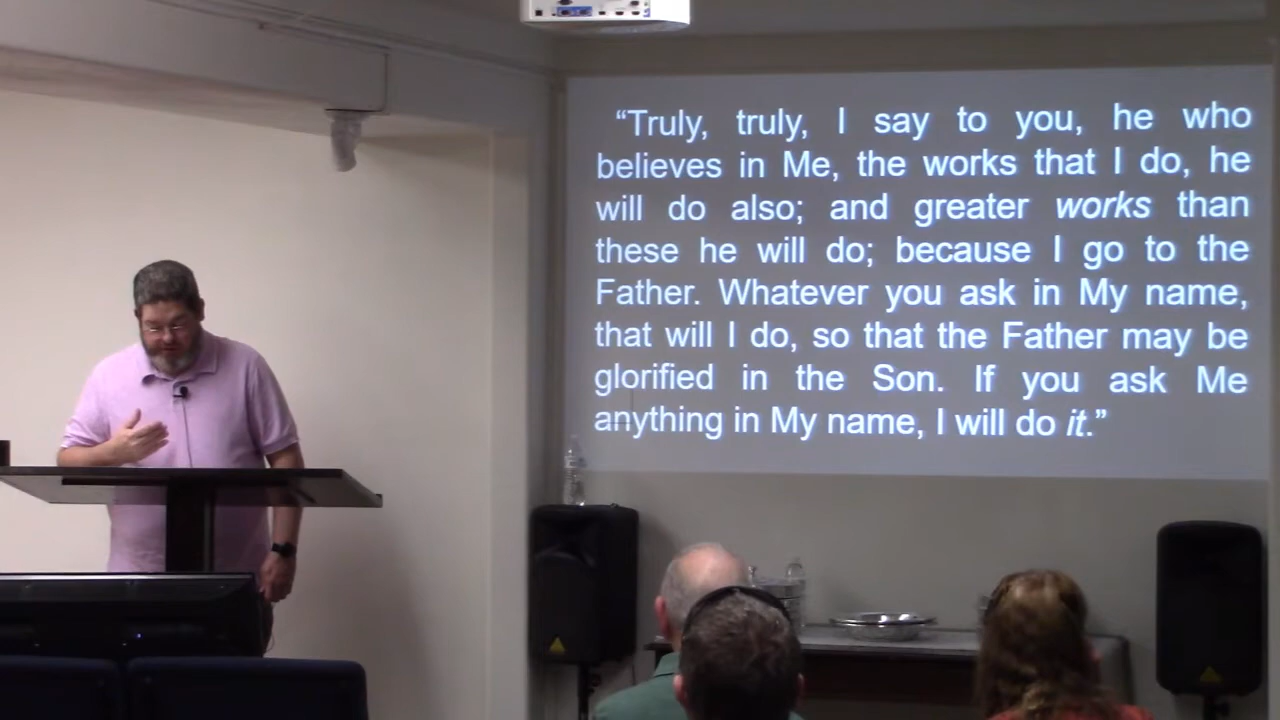 “Truly, truly, I say to you, he who
believes in Me, the works that I do, he
will do also; and greater works than
these he will do; because I go to the
Father. Whatever you ask in My name,
that will I do, so that the Father may be
glorified in the Son. If you ask Me
anything in My name, I will do it.”